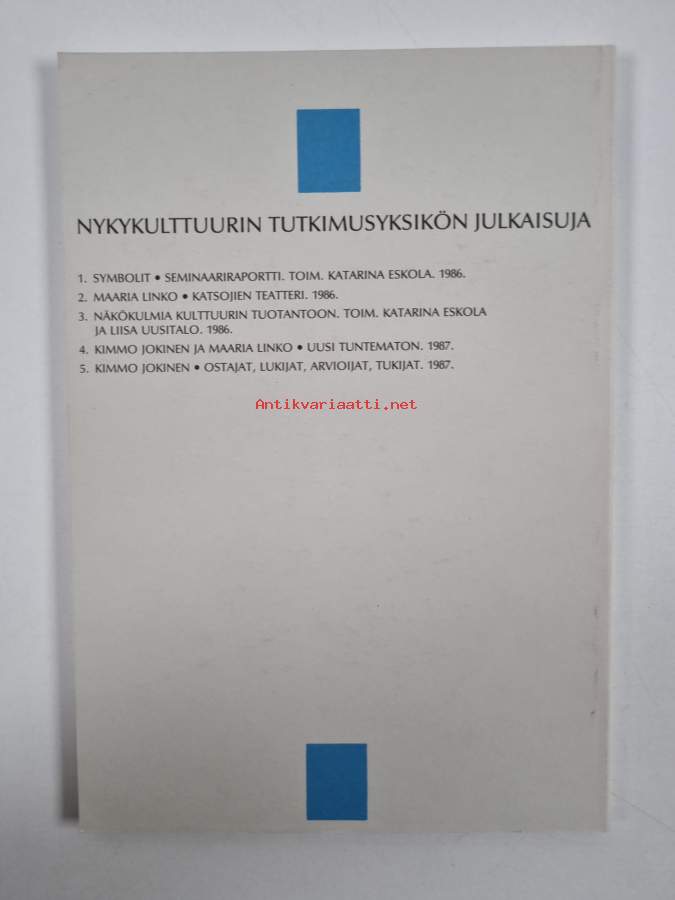 NYKYKULTTUURIN TUTKIMUSYKSIKÖN JULKAISUJA
1. SYMBOLIT • SEMINAARIRAPORTTI. TOIM. KATARINA ESKOLA. 1986.
2. MAARIA LINKO • KATSOJIEN TEATTERI. 1986.
3. NÄKÖKULMIA KULTTUURIN TUOTANTOON. TOIM. KATARINA ESKOLA
JA LIISA UUSITALO. 1986.
4. KIMMO JOKINEN JA MAARIA LINKO • UUSI TUNTEMATON. 1987.
5. KIMMO JOKINEN • OSTAJAT, LUKIJAT, ARVIOIJAT, TUKIJAT. 1987.
Antikvariaatti.net